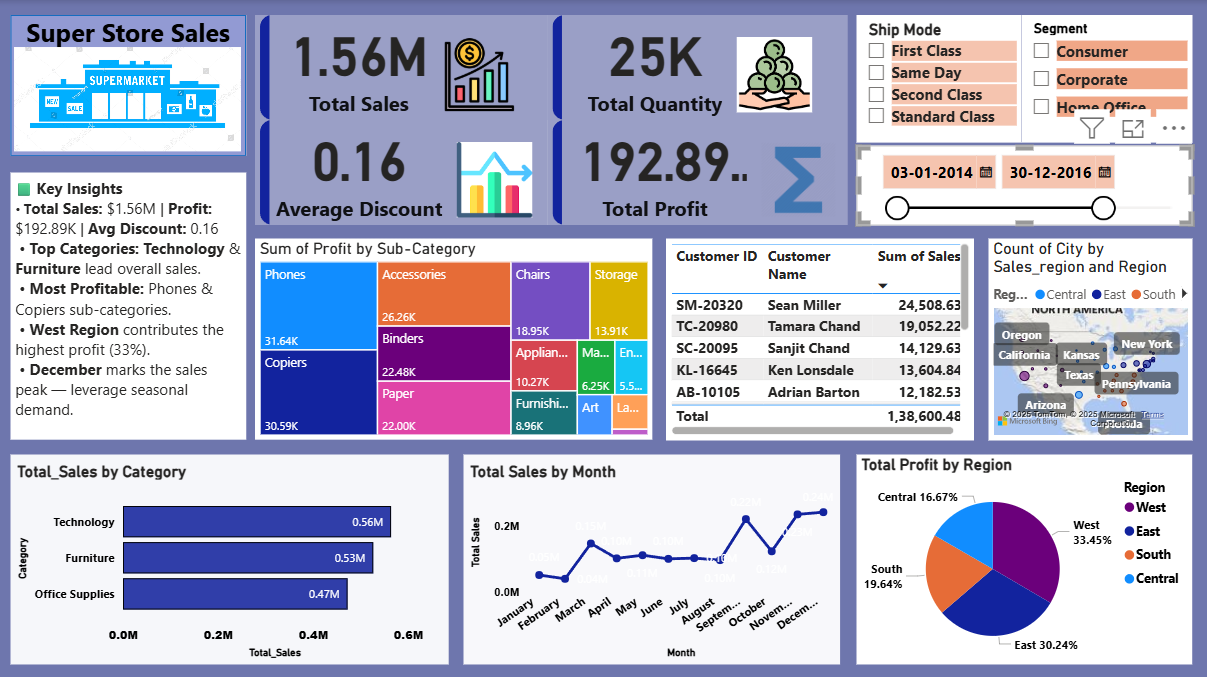 Super Store Sales
SUPERMARKET
NEW
SALE
1.56M
Total Sales
25K
Total Quantity
0.16
Average Discount
192.89..
Total Profit
Ship Mode
First Class
Same Day
Second Class
Standard Class
Segment
Consumer
Corporate
Home Office
03-01-2014
30-12-2016
Key Insights
• Total Sales: $1.56M | Profit:
$192.89K | Avg Discount: 0.16
• Top Categories: Technology &
Furniture lead overall sales.
• Most Profitable: Phones &
Copiers sub-categories.
• West Region contributes the
highest profit (33%).
• December marks the sales
peak — leverage seasonal
demand.
Sum of Profit by Sub-Category
Phones
31.64K
Copiers
30.59K
Accessories
26.26K
Binders
22.48K
Paper
22.00K
Chairs
18.95K
Storage
13.91K
Applian...
10.27K
Furnishi...
8.96K
Ma...
6.25K
En...
5.5...
Art
La...
Customer ID Customer Name Sum of Sales
SM-20320 Sean Miller 24,508.63
TC-20980 Tamara Chand 19,052.22
SC-20095 Sanjit Chand 14,129.63
KL-16645 Ken Lonsdale 13,604.84
AB-10105 Adrian Barton 12,182.53
Total 1,38,600.48
Count of City by
Sales_region and Region
Reg... Central East South
NORTH AMERICA
Oregon
New York
California
Kansas
Texas
Pennsylvania
Arizona
© 2025 TomTom, © 2025 Microsoft Corporation Terms
Microsoft Bing
Total_Sales by Category
Category
Technology 0.56M
Furniture 0.53M
Office Supplies 0.47M
0.0M 0.2M 0.4M 0.6M
Total_Sales
Total Sales by Month
Total Sales
0.2M
0.0M
January
February
March
April
May
June
July
August
Septem...
October
Novem...
Decem...
Month
Total Profit by Region
Central 16.67%
West
33.45%
South
19.64%
East 30.24%
Region
West
East
South
Central